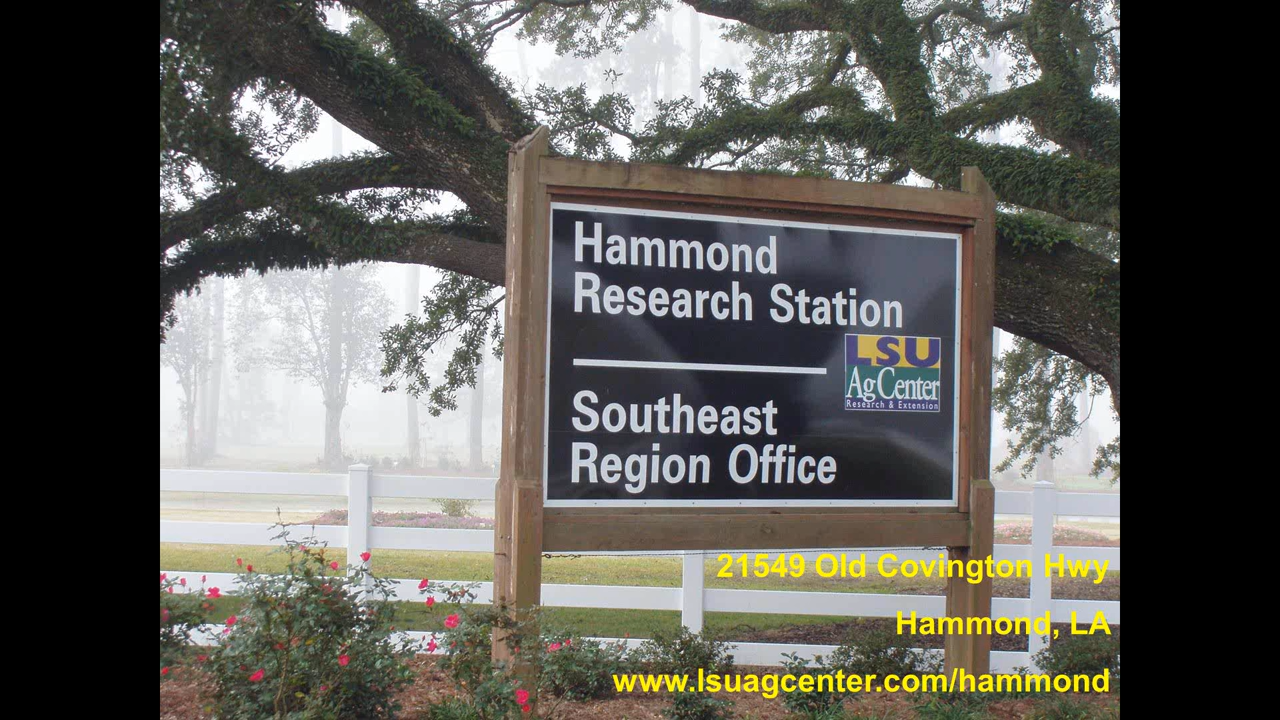 Hammond
Research Station
LSU
AgCenter
Research & Extension
Southeast
Region Office
21549 Old Covington Hwy
Hammond, LA
www.lsuagcenter.com/hammond